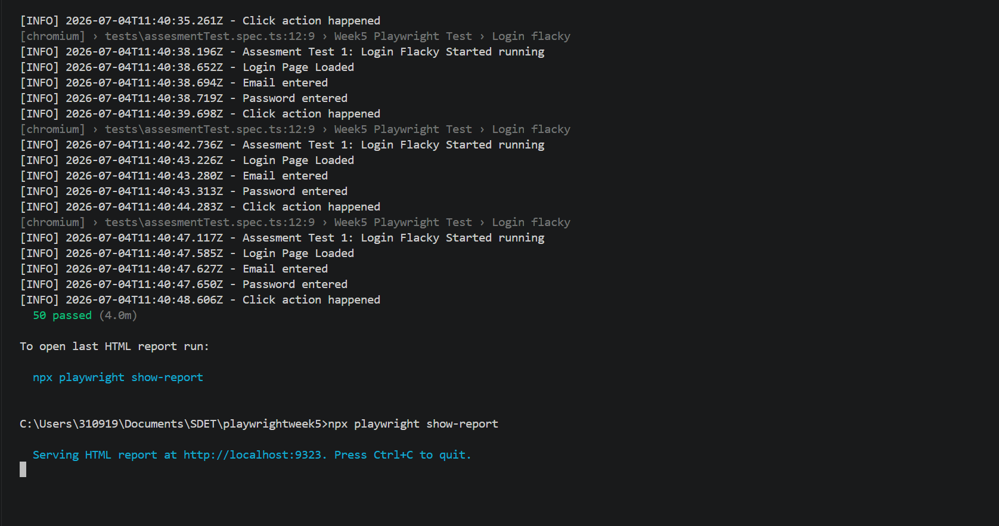 [INFO] 2026-07-04T11:40:35.261Z - Click action happened
[chromium] › tests\assesmentTest.spec.ts:12:9 › Week5 Playwright Test › Login flacky
[INFO] 2026-07-04T11:40:38.196Z - Assesment Test 1: Login Flacky Started running
[INFO] 2026-07-04T11:40:38.652Z - Login Page Loaded
[INFO] 2026-07-04T11:40:38.694Z - Email entered
[INFO] 2026-07-04T11:40:38.719Z - Password entered
[INFO] 2026-07-04T11:40:39.698Z - Click action happened
[chromium] › tests\assesmentTest.spec.ts:12:9 › Week5 Playwright Test › Login flacky
[INFO] 2026-07-04T11:40:42.736Z - Assesment Test 1: Login Flacky Started running
[INFO] 2026-07-04T11:40:43.226Z - Login Page Loaded
[INFO] 2026-07-04T11:40:43.280Z - Email entered
[INFO] 2026-07-04T11:40:43.313Z - Password entered
[INFO] 2026-07-04T11:40:44.283Z - Click action happened
[chromium] › tests\assesmentTest.spec.ts:12:9 › Week5 Playwright Test › Login flacky
[INFO] 2026-07-04T11:40:47.117Z - Assesment Test 1: Login Flacky Started running
[INFO] 2026-07-04T11:40:47.585Z - Login Page Loaded
[INFO] 2026-07-04T11:40:47.627Z - Email entered
[INFO] 2026-07-04T11:40:47.650Z - Password entered
[INFO] 2026-07-04T11:40:48.606Z - Click action happened
50 passed (4.0m)
To open last HTML report run:
npx playwright show-report
C:\Users\310919\Documents\SDET\playwrightweek5>npx playwright show-report
Serving HTML report at http://localhost:9323. Press Ctrl+C to quit.